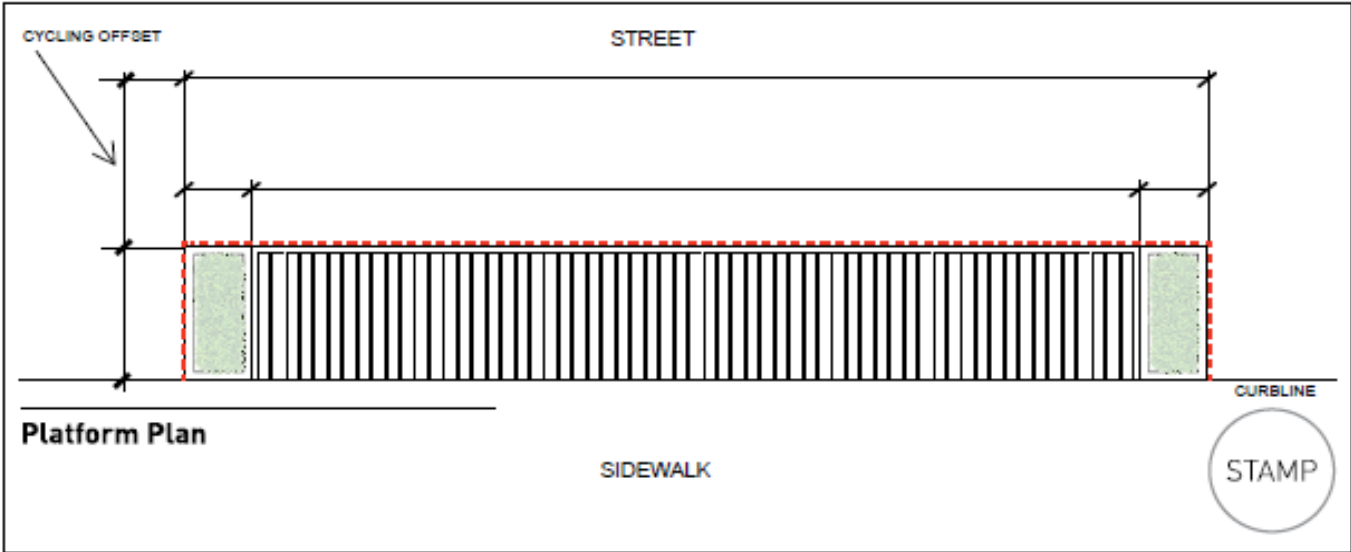 CYCLING OFFSET
STREET
CURBLINE
Platform Plan
SIDEWALK
STAMP